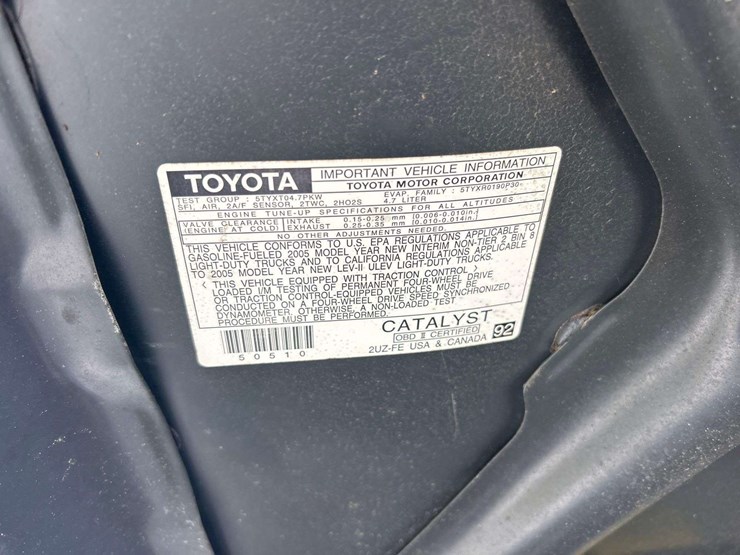 TOYOTA
IMPORTANT VEHICLE INFORMATION
TOYOTA MOTOR CORPORATION
TEST GROUP : 5TYXT04.7PKW EVAP. FAMILY : 5TYXR0190P30
SFI, AIR, 2A/F SENSOR, 2TWC, 2HO2S 4.7 LITER
ENGINE TUNE-UP SPECIFICATIONS FOR ALL ALTITUDES
VALVE CLEARANCE INTAKE 0.15-0.25 mm (0.006-0.010in.)
(ENGINE AT COLD) EXHAUST 0.25-0.35 mm (0.010-0.014in.)
NO OTHER ADJUSTMENTS NEEDED.
THIS VEHICLE CONFORMS TO U.S. EPA REGULATIONS APPLICABLE TO
GASOLINE-FUELED 2005 MODEL YEAR NEW INTERIM NON-TIER 2 BIN 8
LIGHT-DUTY TRUCKS AND TO CALIFORNIA REGULATIONS APPLICABLE
TO 2005 MODEL YEAR NEW LEV-II ULEV LIGHT-DUTY TRUCKS.
< THIS VEHICLE EQUIPPED WITH TRACTION CONTROL >
LOADED I/M TESTING OF PERMANENT FOUR-WHEEL DRIVE
OR TRACTION CONTROL-EQUIPPED VEHICLES MUST BE
CONDUCTED ON A FOUR-WHEEL DRIVE SPEED SYNCHRONIZED
DYNAMOMETER. OTHERWISE, A NON-LOADED TEST
PROCEDURE MUST BE PERFORMED.
CATALYST
OBD II CERTIFIED 92
50510 2UZ-FE USA & CANADA